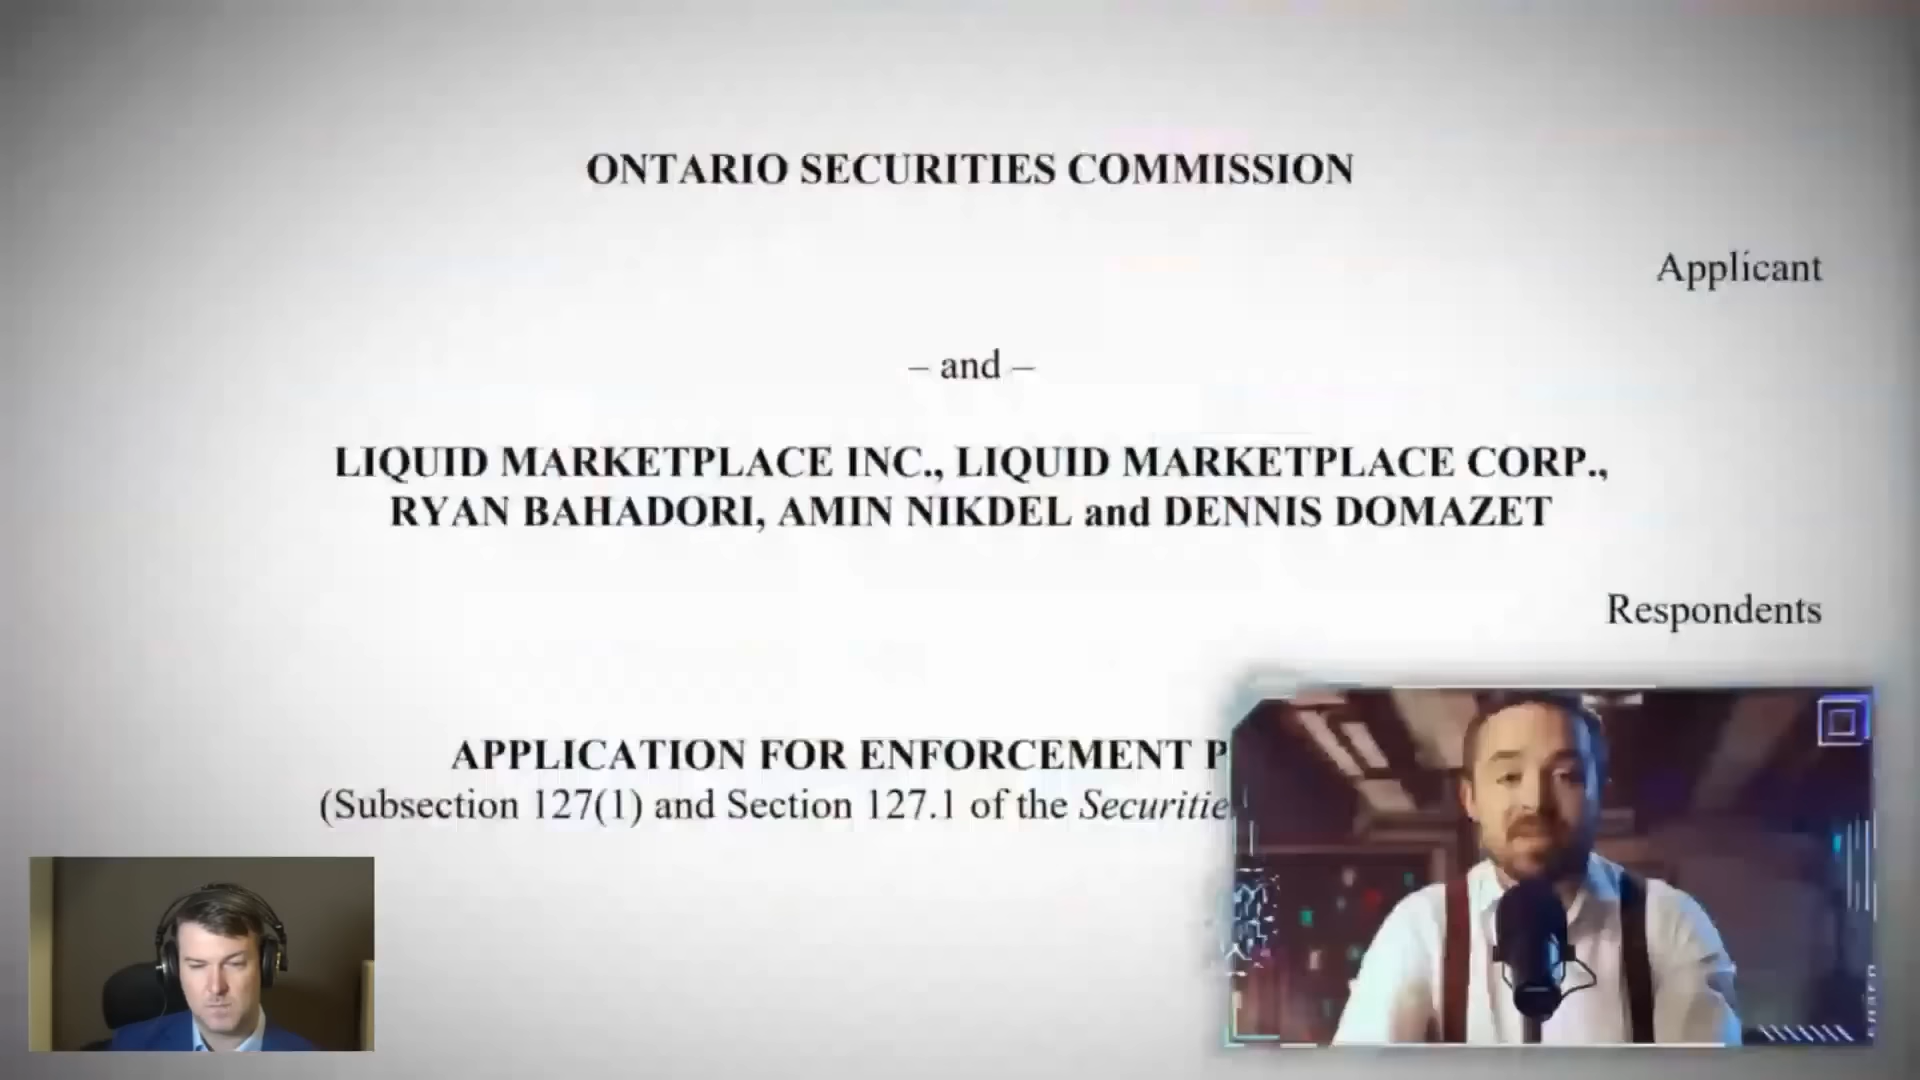 ONTARIO SECURITIES COMMISSION
Applicant
– and –
LIQUID MARKETPLACE INC., LIQUID MARKETPLACE CORP.,
RYAN BAHADORI, AMIN NIKDEL and DENNIS DOMAZET
Respondents
APPLICATION FOR ENFORCEMENT P
(Subsection 127(1) and Section 127.1 of the Securitie